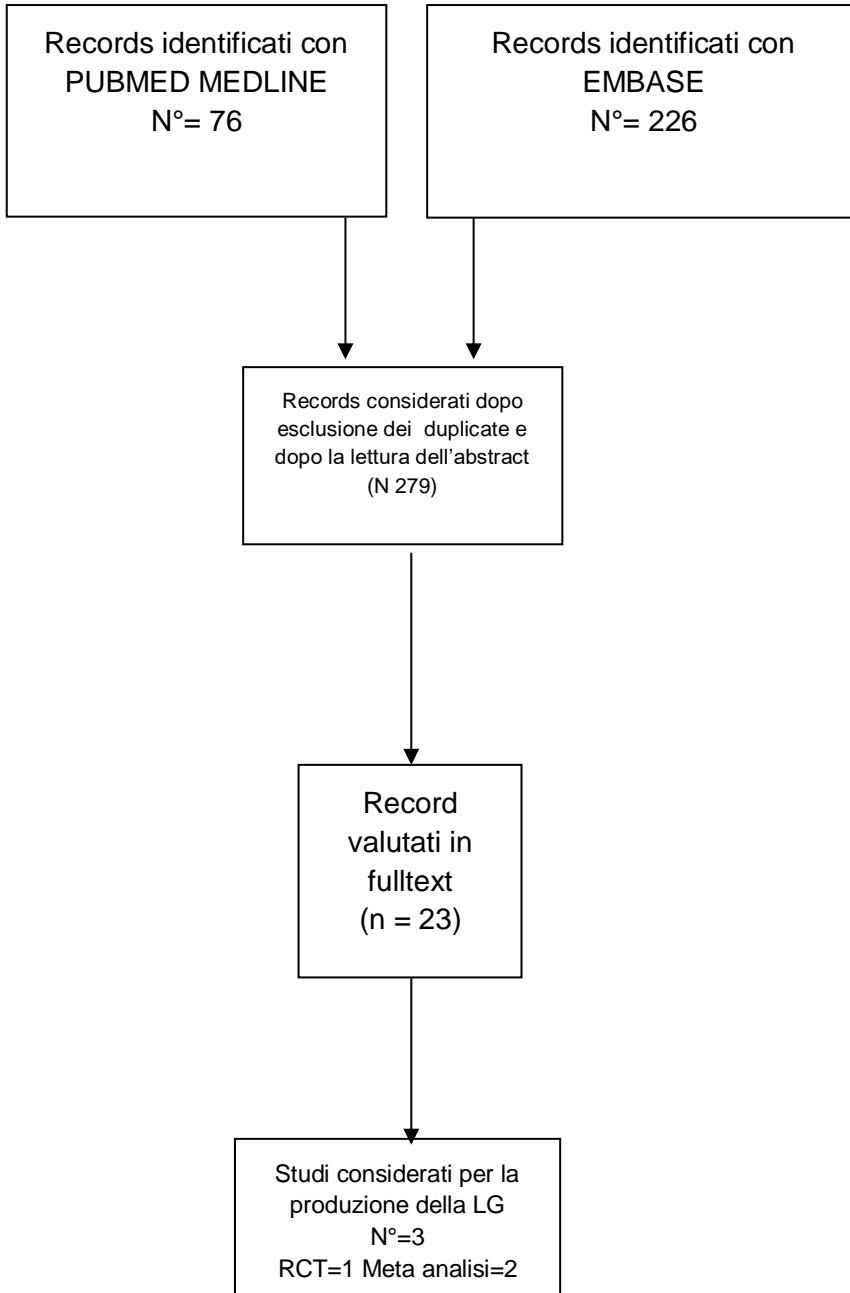 Records identificati con
PUBMED MEDLINE
N°= 76
Records identificati con
EMBASE
N°= 226
Records considerati dopo
esclusione dei duplicate e
dopo la lettura dell'abstract
(N 279)
Record
valutati in
fulltext
(n = 23)
Studi considerati per la
produzione della LG
N°=3
RCT=1 Meta analisi=2